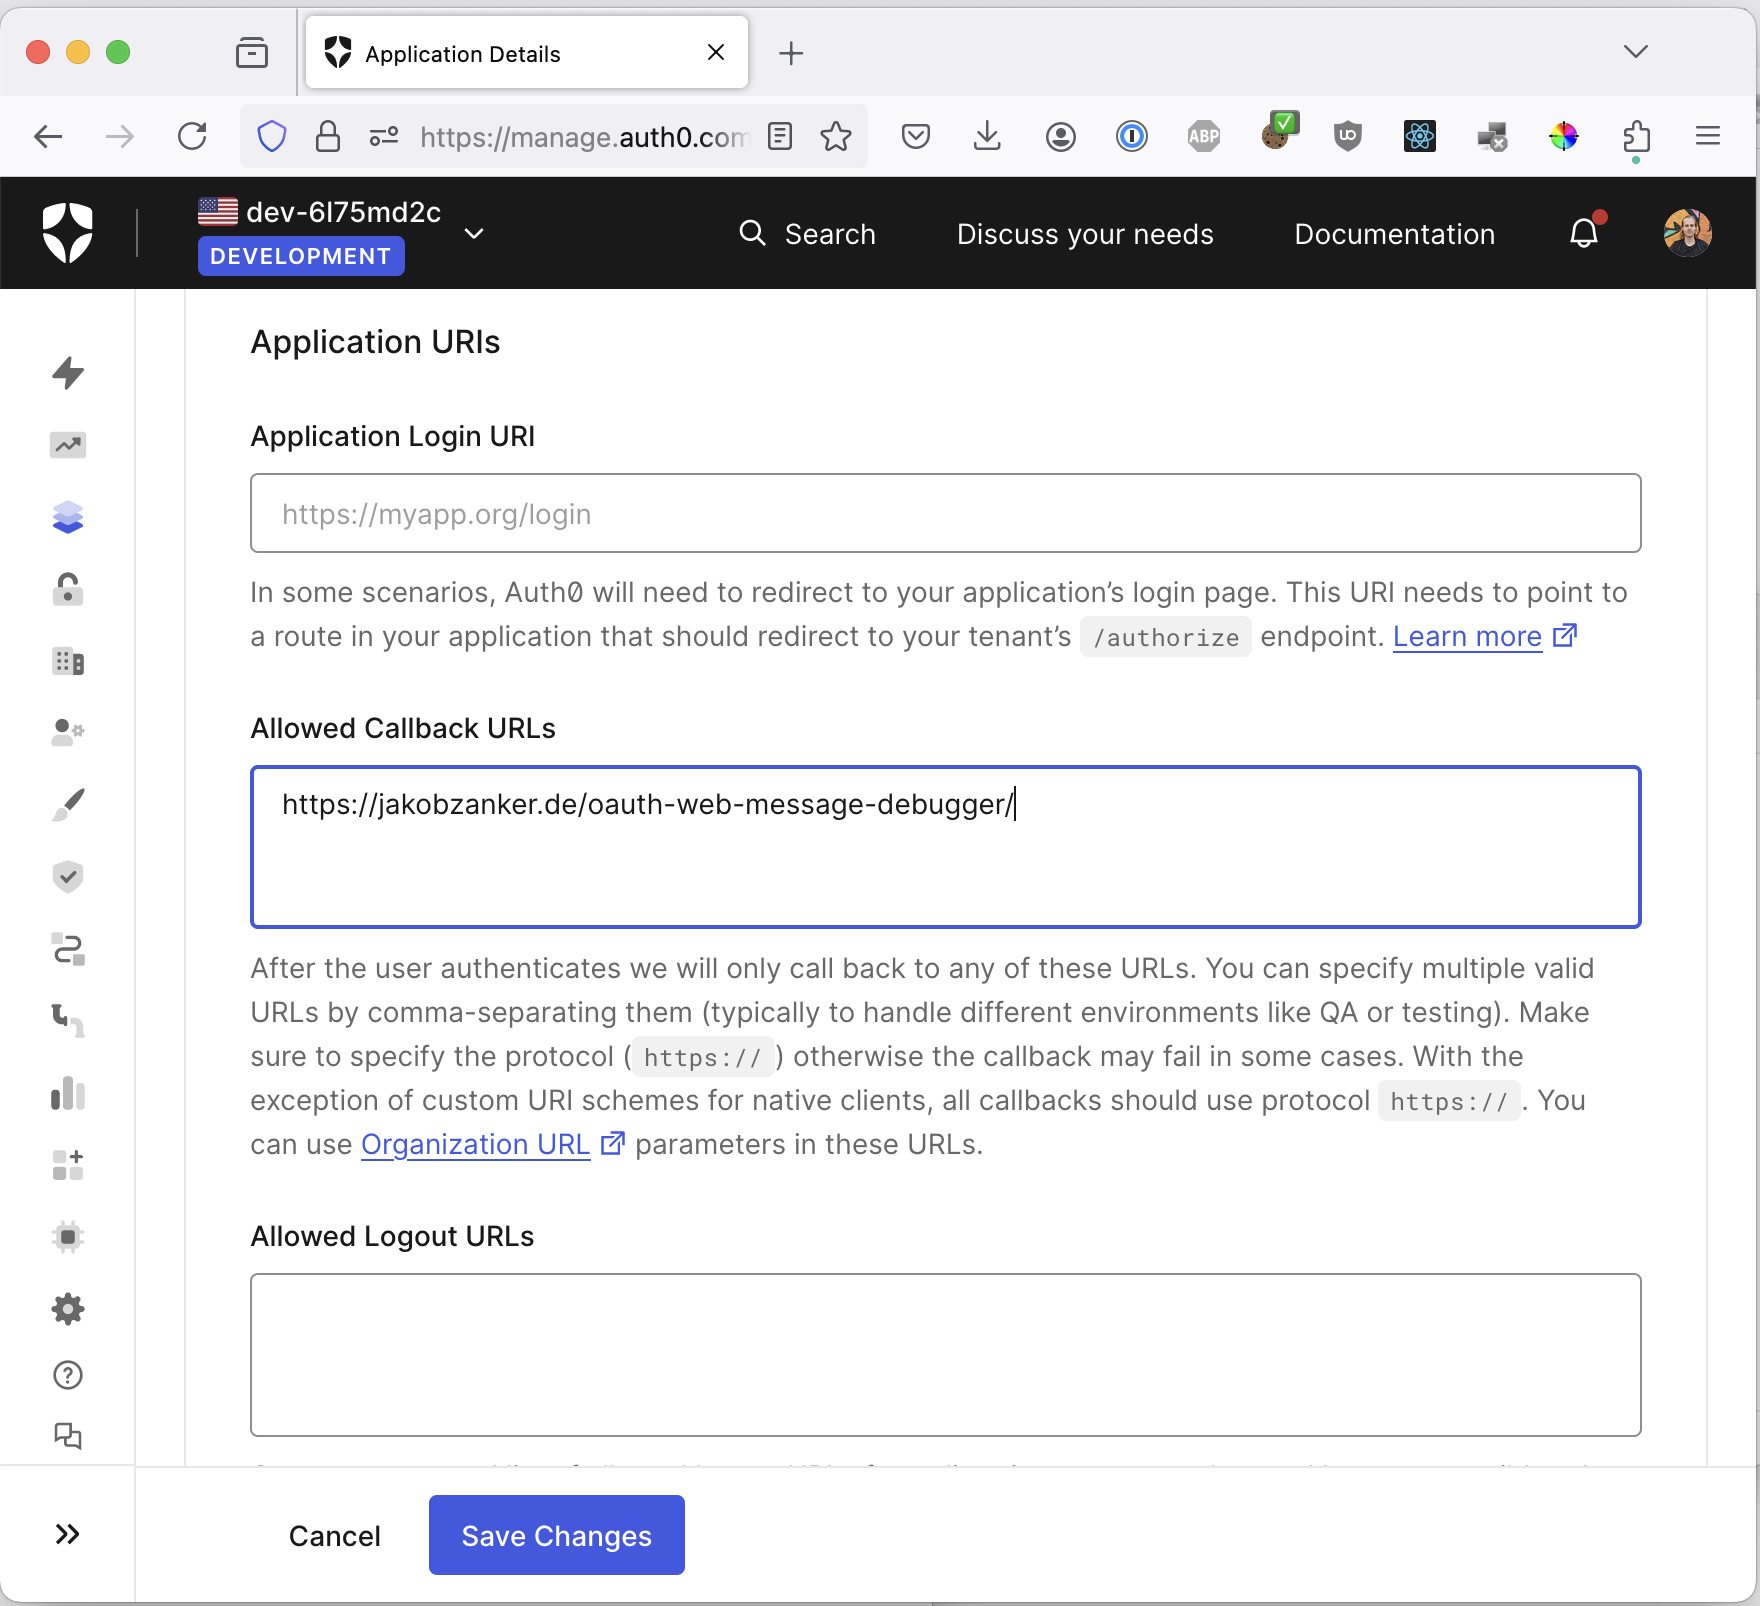 Application Details
https://manage.auth0.com
ABP
UO
dev-6l75md2c
DEVELOPMENT
Search
Discuss your needs
Documentation
Application URIs
Application Login URI
https://myapp.org/login
In some scenarios, Auth0 will need to redirect to your application’s login page. This URI needs to point to
a route in your application that should redirect to your tenant’s /authorize endpoint. Learn more
Allowed Callback URLs
https://jakobzanker.de/oauth-web-message-debugger/
After the user authenticates we will only call back to any of these URLs. You can specify multiple valid
URLs by comma-separating them (typically to handle different environments like QA or testing). Make
sure to specify the protocol ( https:// ) otherwise the callback may fail in some cases. With the
exception of custom URI schemes for native clients, all callbacks should use protocol https:// . You
can use Organization URL parameters in these URLs.
Allowed Logout URLs
Cancel
Save Changes